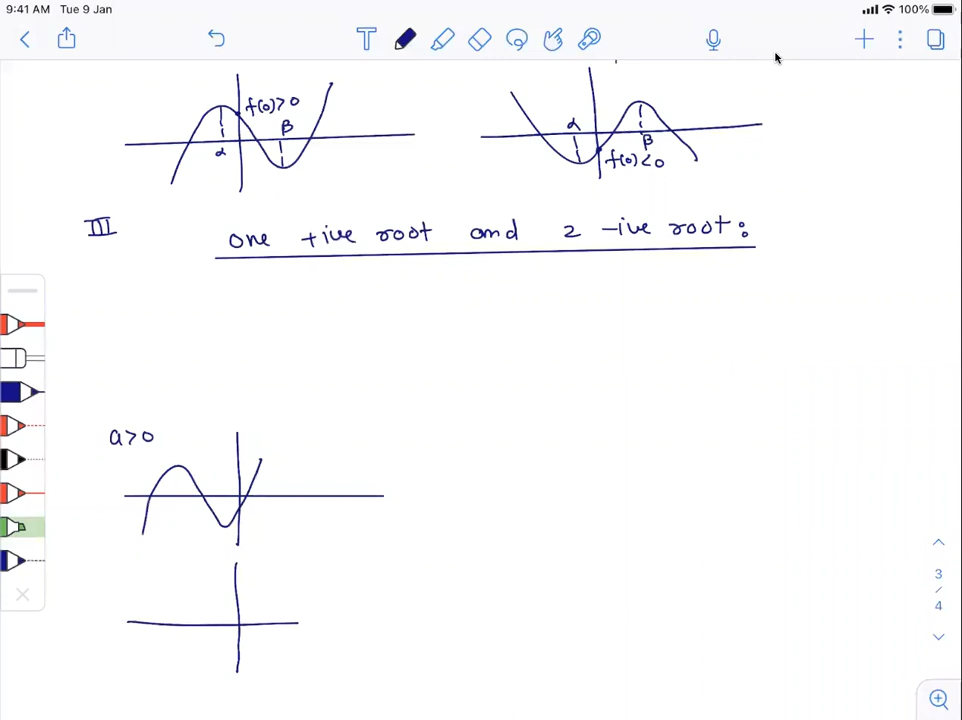 9:41 AM Tue 9 Jan 100%
f(0)>0
β
α
α
β
f(0)<0
III one +ive root and 2 -ive root:
a>0
3
/
4